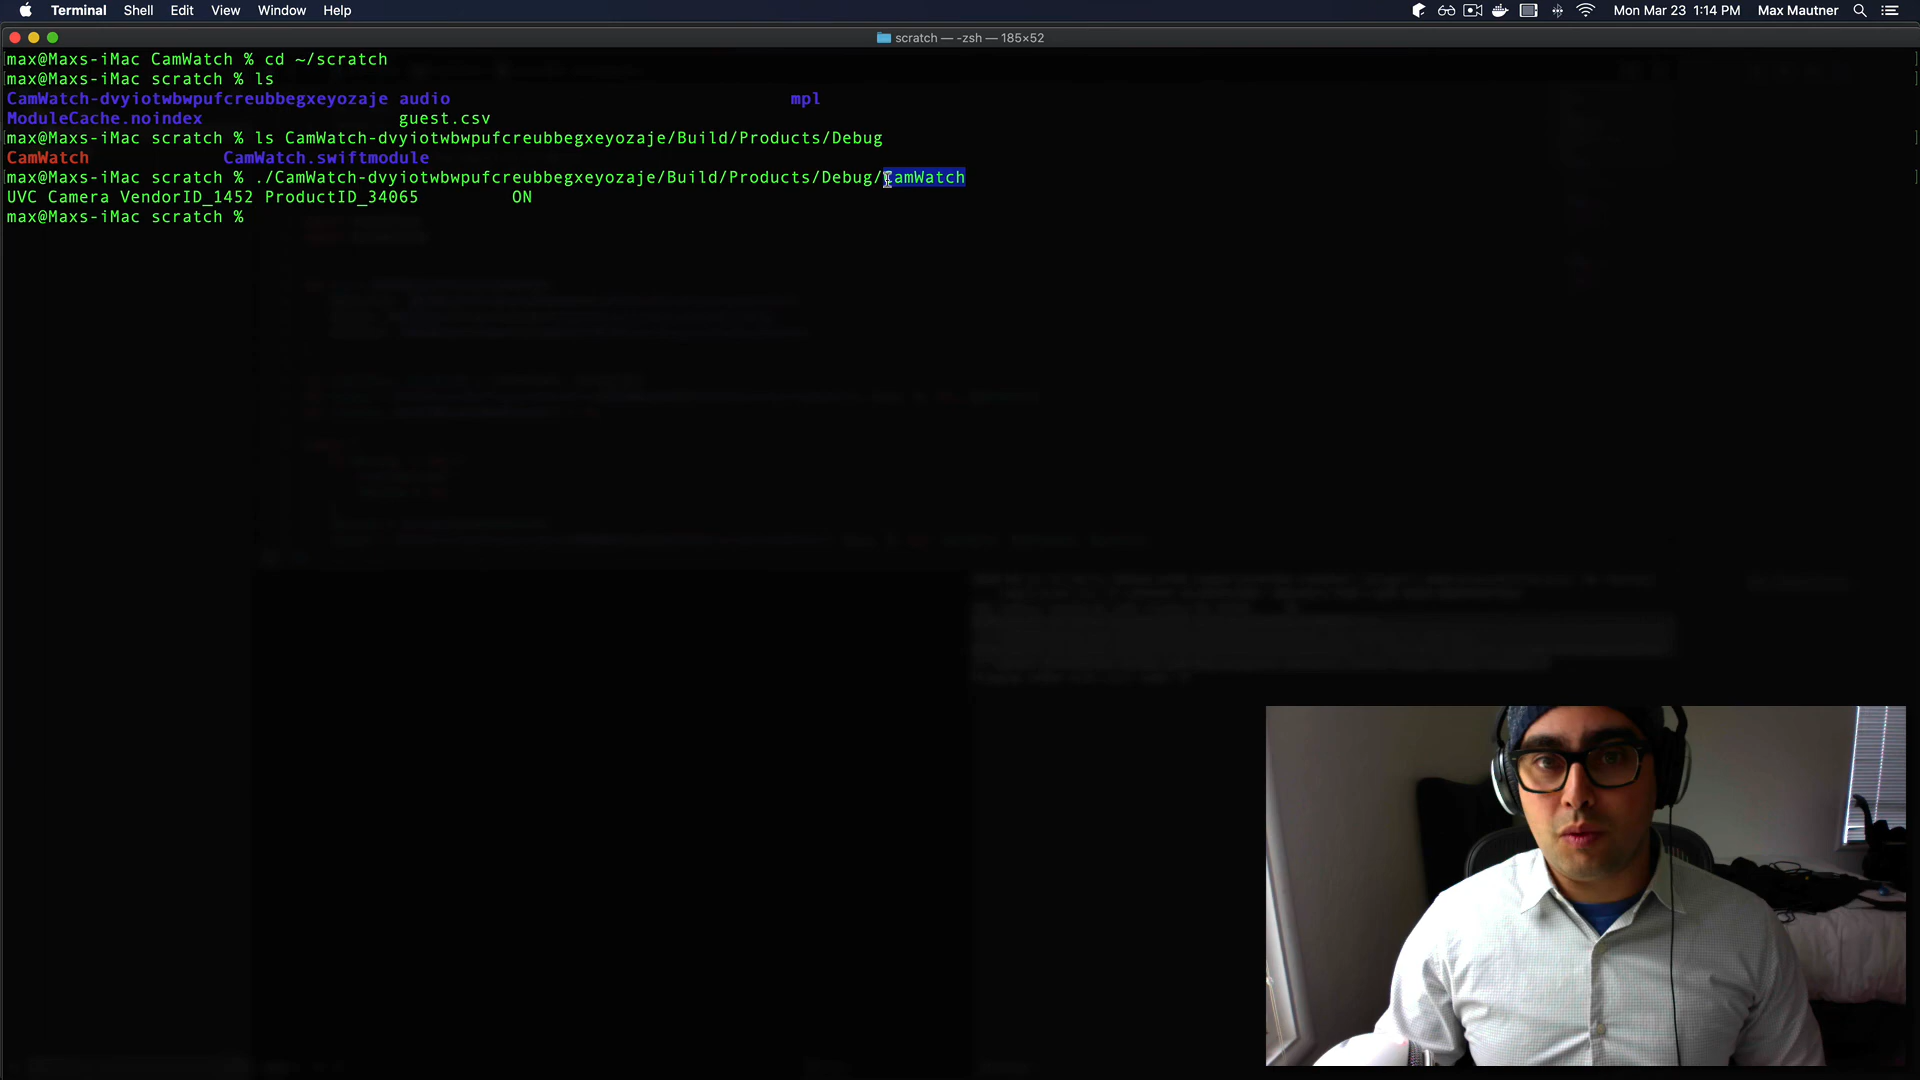 Terminal Shell Edit View Window Help Mon Mar 23 1:14 PM Max Mautner
scratch — -zsh — 185×52
max@Maxs-iMac CamWatch % cd ~/scratch
max@Maxs-iMac scratch % ls
CamWatch-dvyiotwbwpufcreubbegxeyozaje audio mpl
ModuleCache.noindex guest.csv
max@Maxs-iMac scratch % ls CamWatch-dvyiotwbwpufcreubbegxeyozaje/Build/Products/Debug
CamWatch CamWatch.swiftmodule
max@Maxs-iMac scratch % ./CamWatch-dvyiotwbwpufcreubbegxeyozaje/Build/Products/Debug/CamWatch
UVC Camera VendorID_1452 ProductID_34065 ON
max@Maxs-iMac scratch %